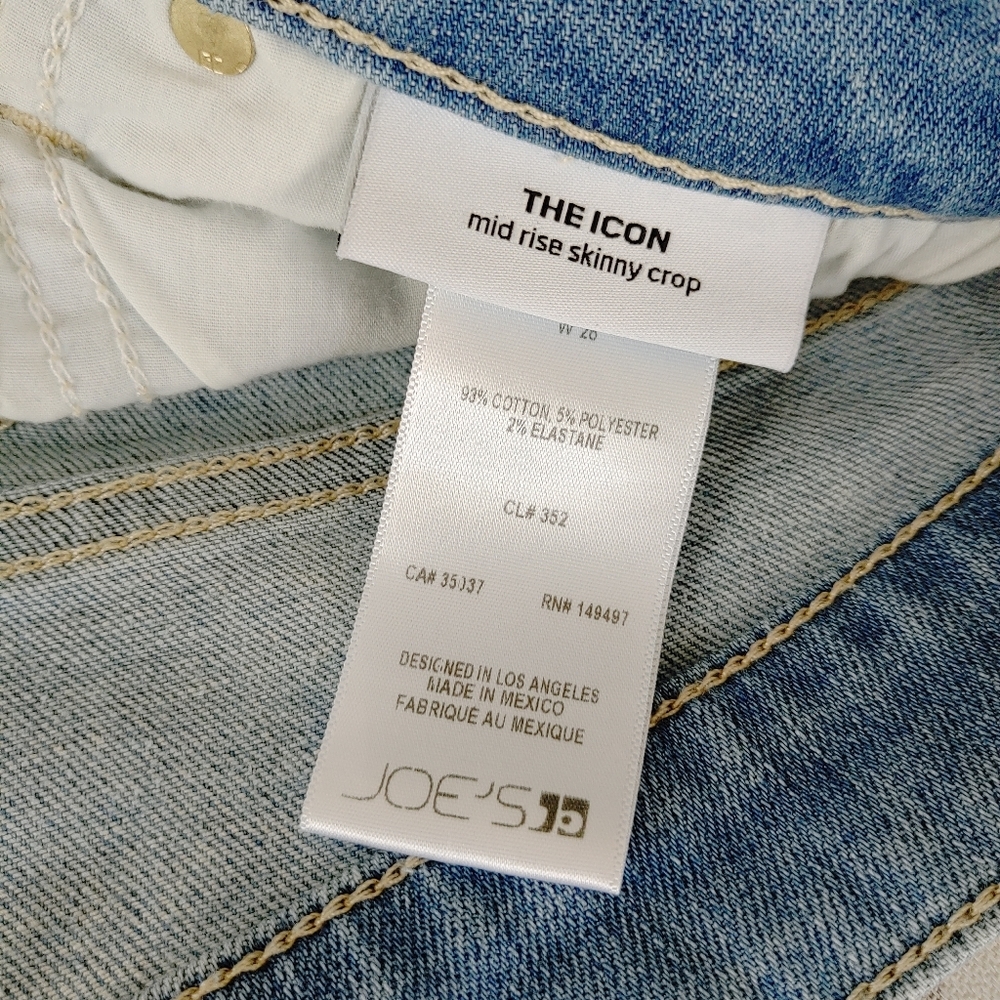 THE ICON
mid rise skinny crop
93% COTTON, 5% POLYESTER
2% ELASTANE
CL# 352
CA#
RN# 149497
DESIGNED IN LOS ANGELES
MADE IN MEXICO
FABRIQUE AU MEXIQUE
JOE'S